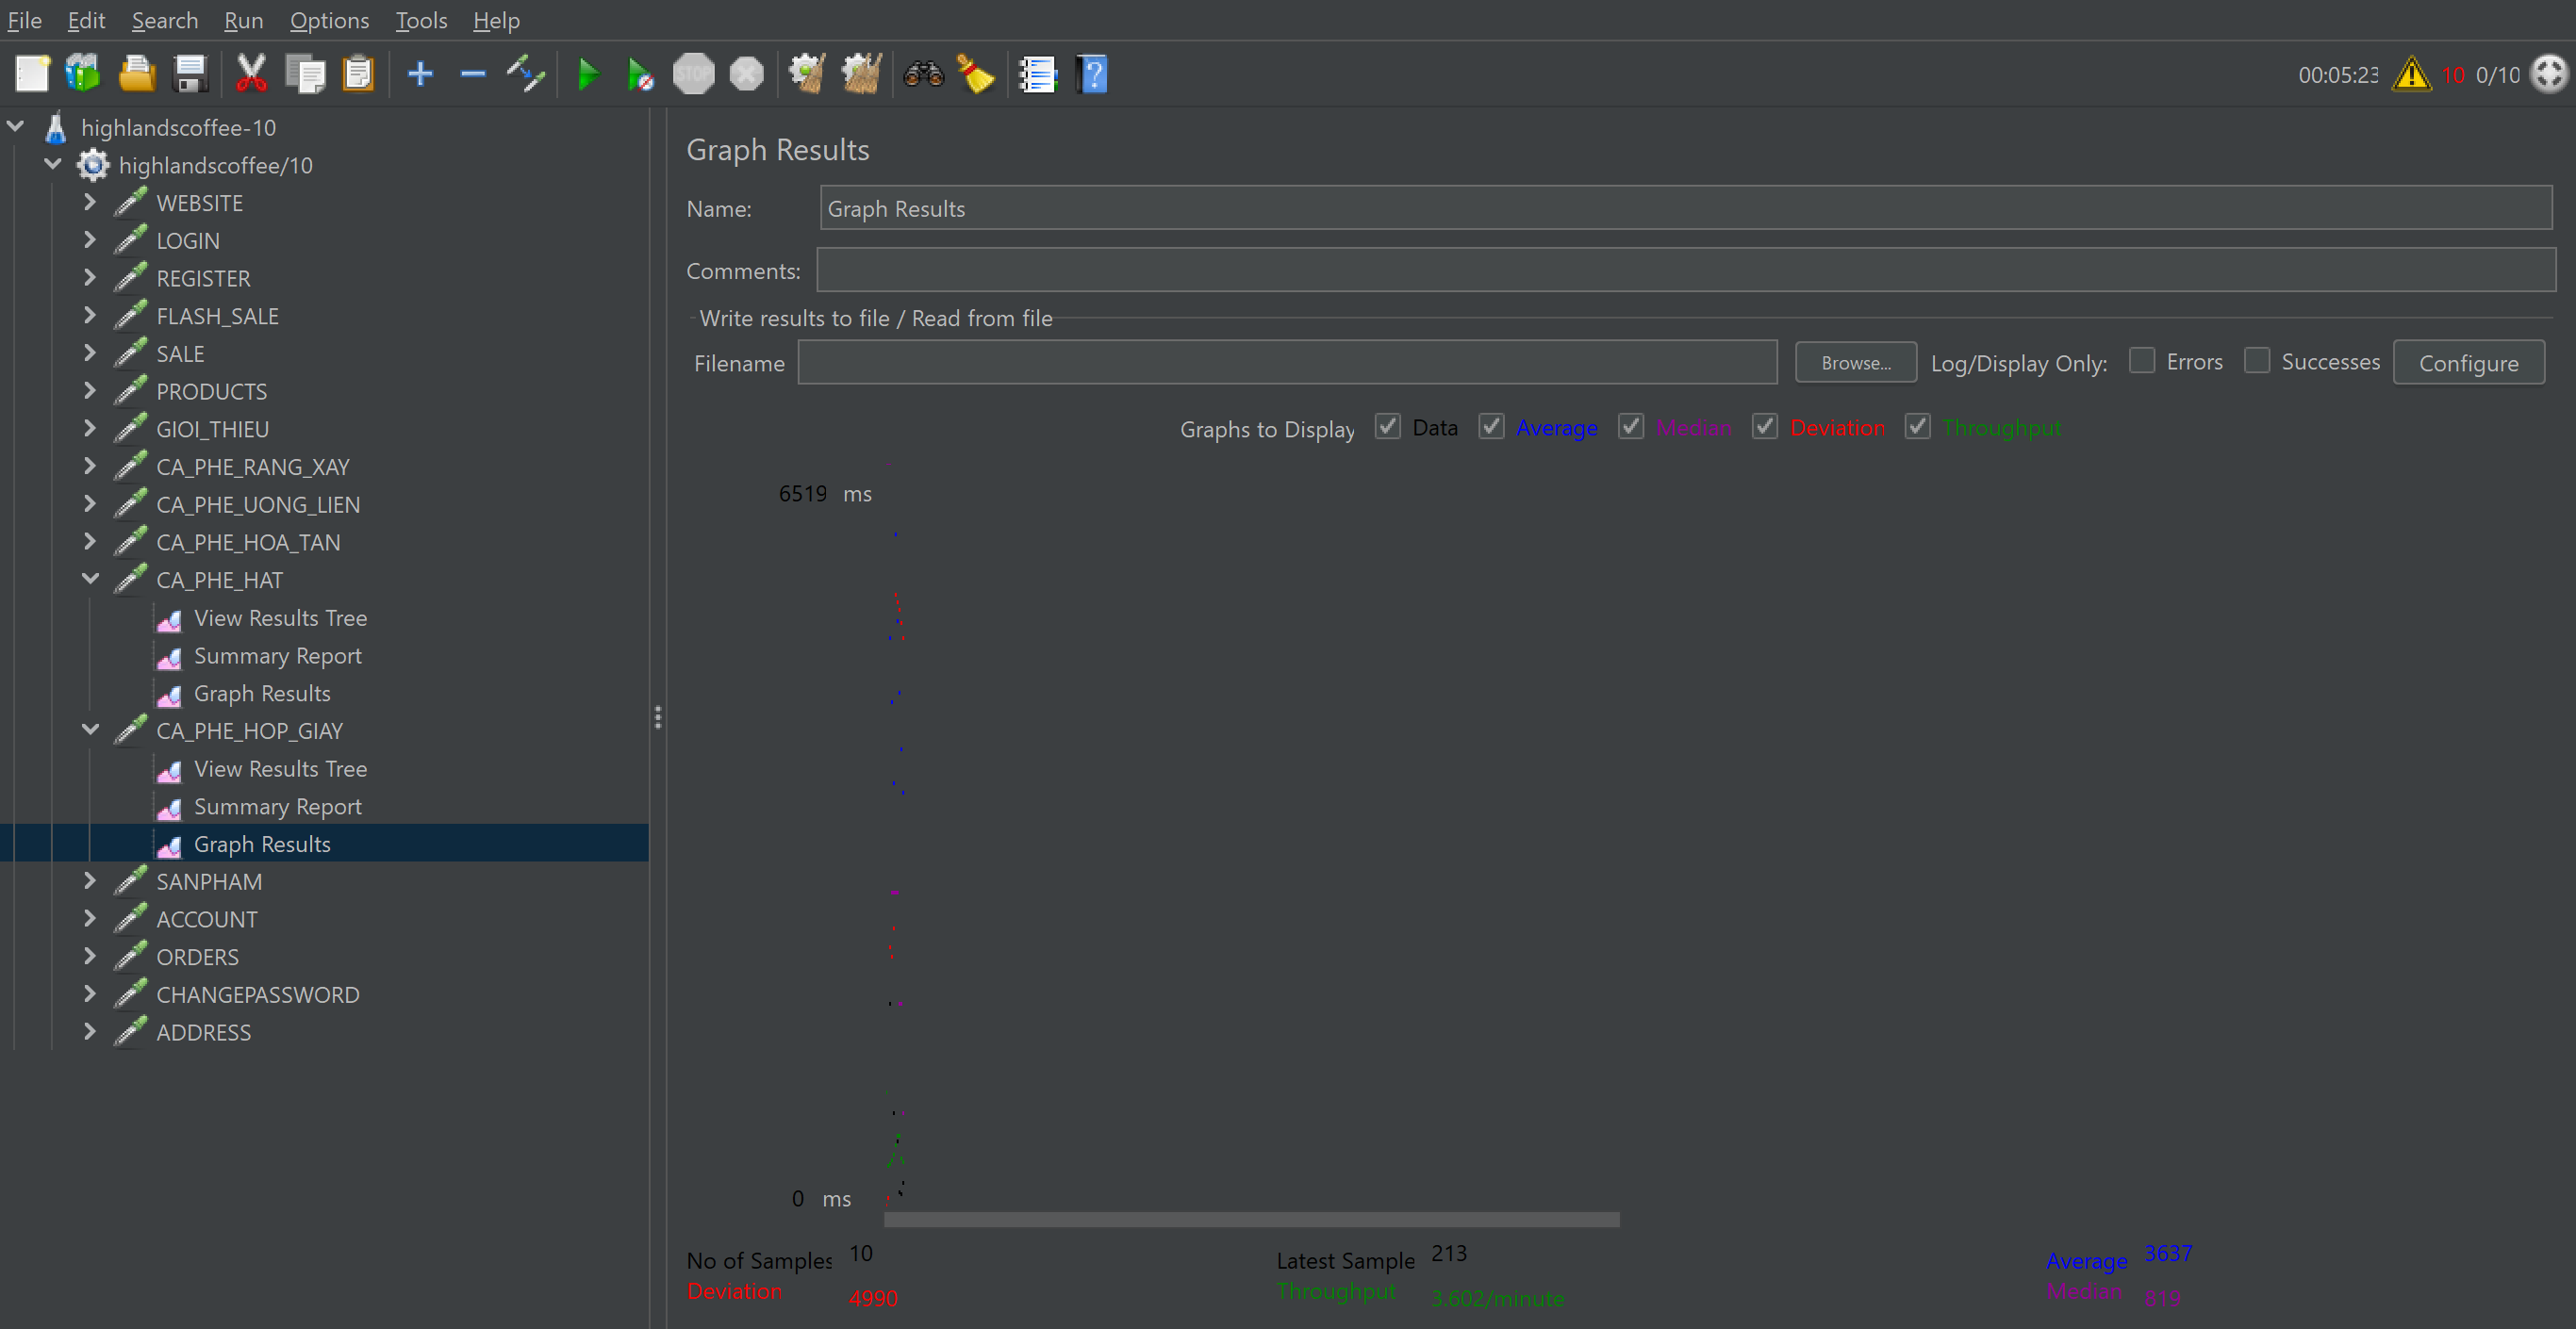 File Edit Search Run Options Tools Help
STOP
00:05:23 10 0/10
highlandscoffee-10
highlandscoffee/10
WEBSITE
LOGIN
REGISTER
FLASH_SALE
SALE
PRODUCTS
GIOI_THIEU
CA_PHE_RANG_XAY
CA_PHE_UONG_LIEN
CA_PHE_HOA_TAN
CA_PHE_HAT
View Results Tree
Summary Report
Graph Results
CA_PHE_HOP_GIAY
View Results Tree
Summary Report
Graph Results
SANPHAM
ACCOUNT
ORDERS
CHANGEPASSWORD
ADDRESS
Graph Results
Name: Graph Results
Comments:
Write results to file / Read from file
Filename Browse... Log/Display Only: Errors Successes Configure
Graphs to Display Data Average Median Deviation Throughput
6519 ms
0 ms
No of Samples 10 Latest Sample 213 Average 3637
Deviation 4990 Throughput 3.602/minute Median 819